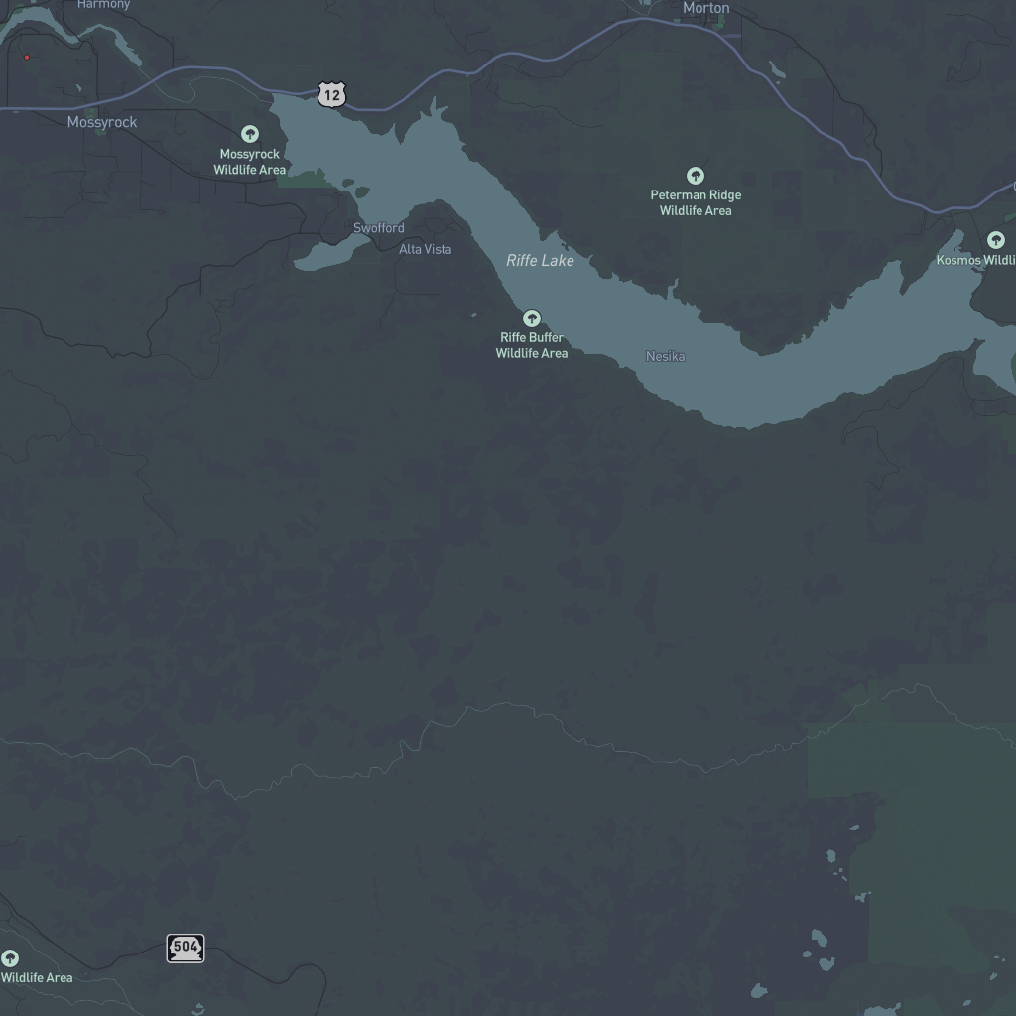 Harmony
Morton
12
Mossyrock
Mossyrock
Wildlife Area
Peterman Ridge
Wildlife Area
Swofford
Alta Vista
Riffe Lake
Kosmos Wildli
Riffe Buffer
Wildlife Area
Nesika
504
Wildlife Area